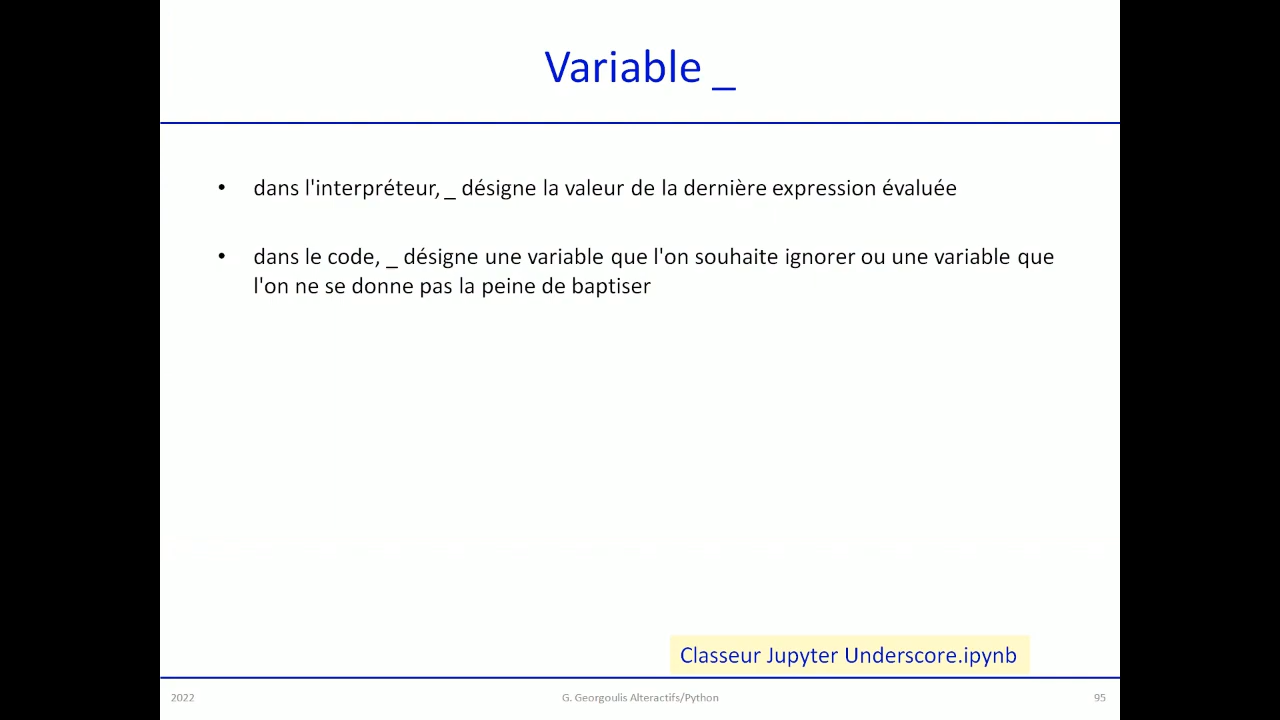 Variable _
• dans l'interpréteur, _ désigne la valeur de la dernière expression évaluée
• dans le code, _ désigne une variable que l'on souhaite ignorer ou une variable que
l'on ne se donne pas la peine de baptiser
Classeur Jupyter Underscore.ipynb
2022
G. Georgoulis Alteractifs/Python
95